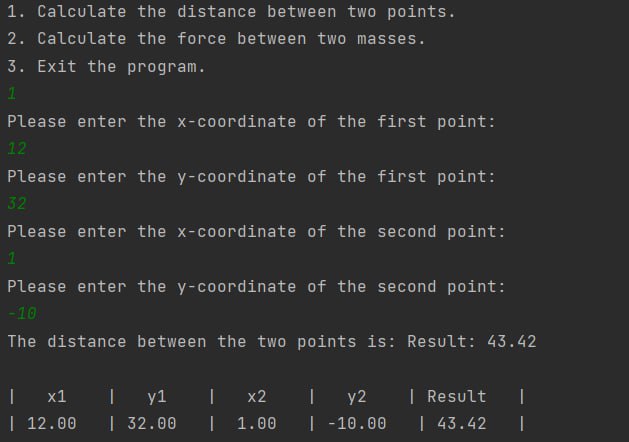 1. Calculate the distance between two points.
2. Calculate the force between two masses.
3. Exit the program.
1
Please enter the x-coordinate of the first point:
12
Please enter the y-coordinate of the first point:
32
Please enter the x-coordinate of the second point:
1
Please enter the y-coordinate of the second point:
-10
The distance between the two points is: Result: 43.42
|   x1    |   y1    |   x2    |   y2    | Result   |
| 12.00   | 32.00   |  1.00   | -10.00   | 43.42   |